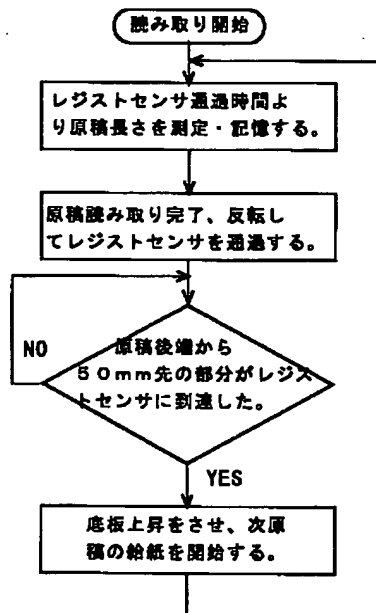 読み取り開始
レジストセンサ通過時間よ
り原稿長さを測定・記憶する。
原稿読み取り完了、反転し
てレジストセンサを通過する。
NO
原稿後端から
５０mm先の部分がレジス
トセンサに到達した。
YES
底板上昇をさせ、次原
稿の給紙を開始する。